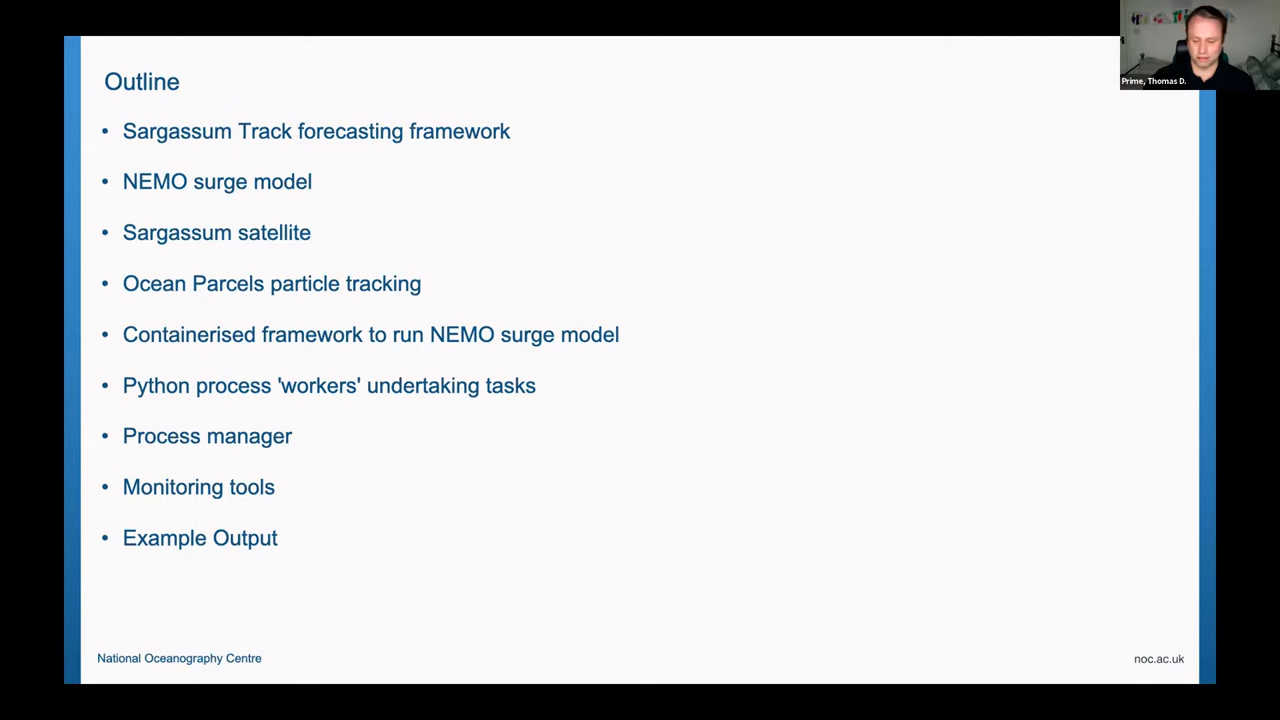 Outline
• Sargassum Track forecasting framework
• NEMO surge model
• Sargassum satellite
• Ocean Parcels particle tracking
• Containerised framework to run NEMO surge model
• Python process 'workers' undertaking tasks
• Process manager
• Monitoring tools
• Example Output
National Oceanography Centre
noc.ac.uk
Prime, Thomas D.